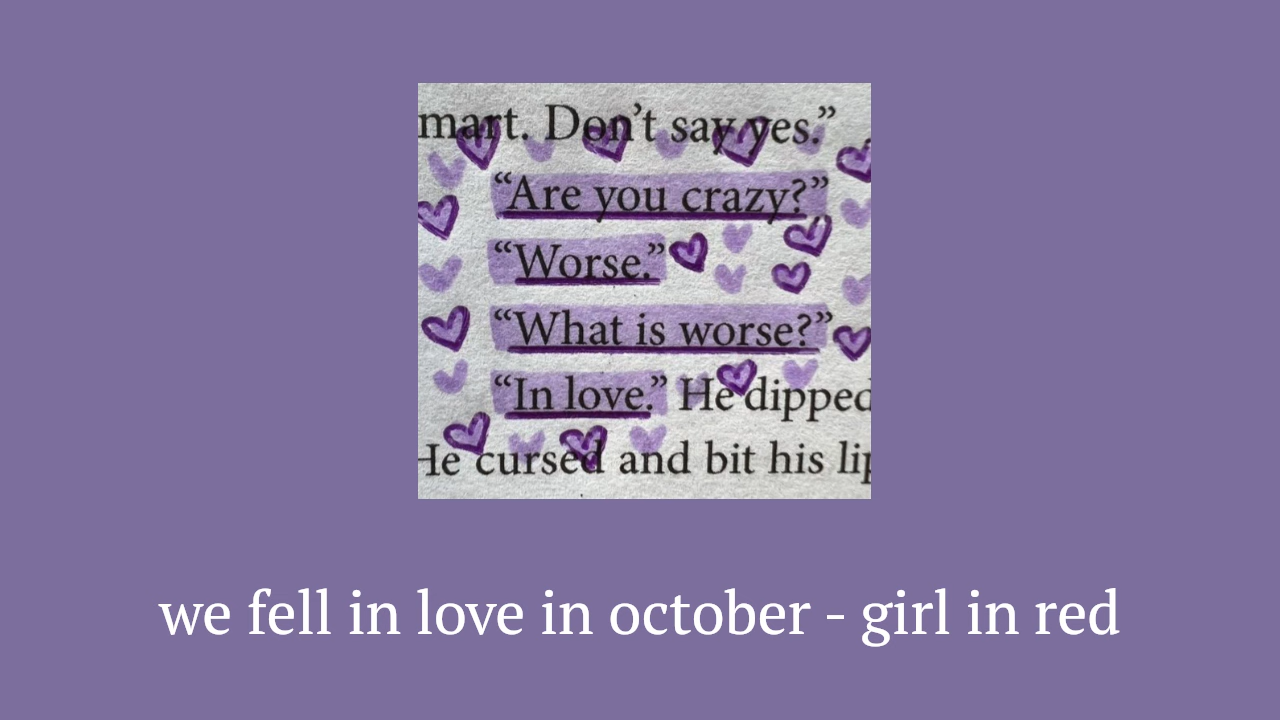 mart. Don’t say yes.”
“Are you crazy?”
“Worse.”
“What is worse?”
“In love.” He dipped
He cursed and bit his lip
we fell in love in october - girl in red